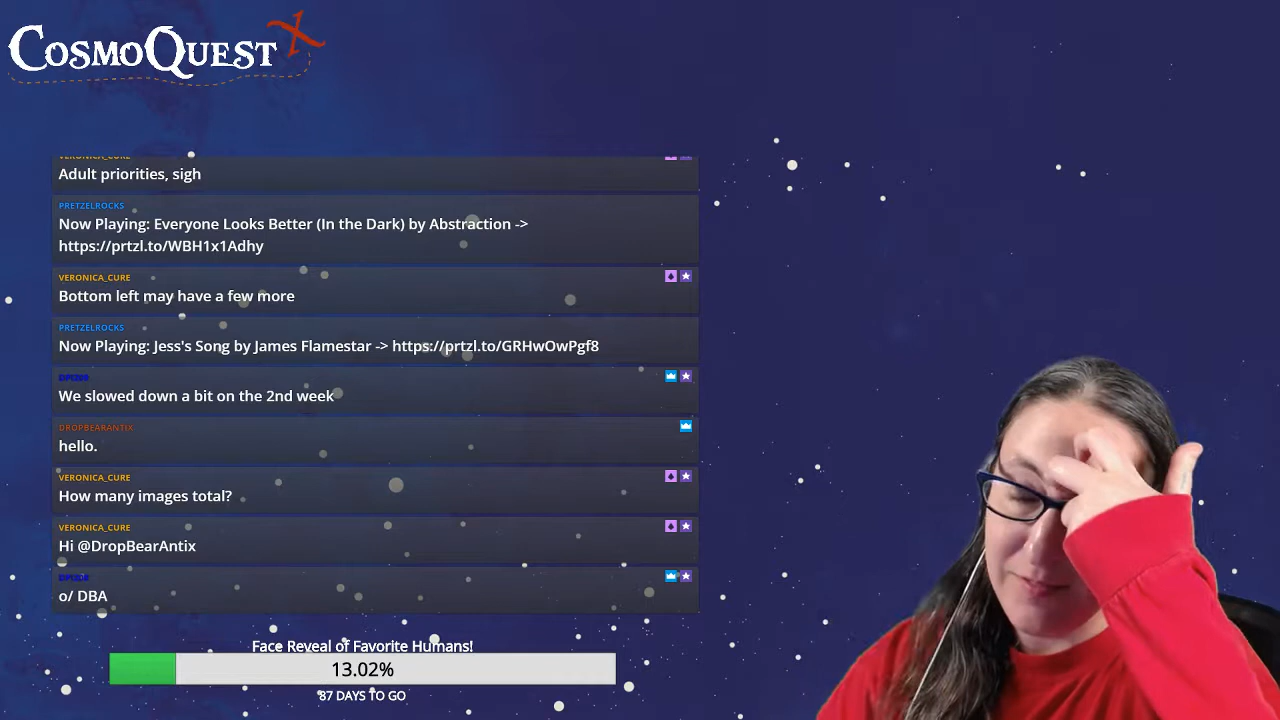 COSMOQUEST X
VERONICA_CURE
Adult priorities, sigh
PRETZELROCKS
Now Playing: Everyone Looks Better (In the Dark) by Abstraction ->
https://prtzl.to/WBH1x1Adhy
VERONICA_CURE
Bottom left may have a few more
PRETZELROCKS
Now Playing: Jess's Song by James Flamestar -> https://prtzl.to/GRHwOwPgf8
We slowed down a bit on the 2nd week
DROPBEARANTIX
hello.
VERONICA_CURE
How many images total?
VERONICA_CURE
Hi @DropBearAntix
o/ DBA
Face Reveal of Favorite Humans!
13.02%
87 DAYS TO GO